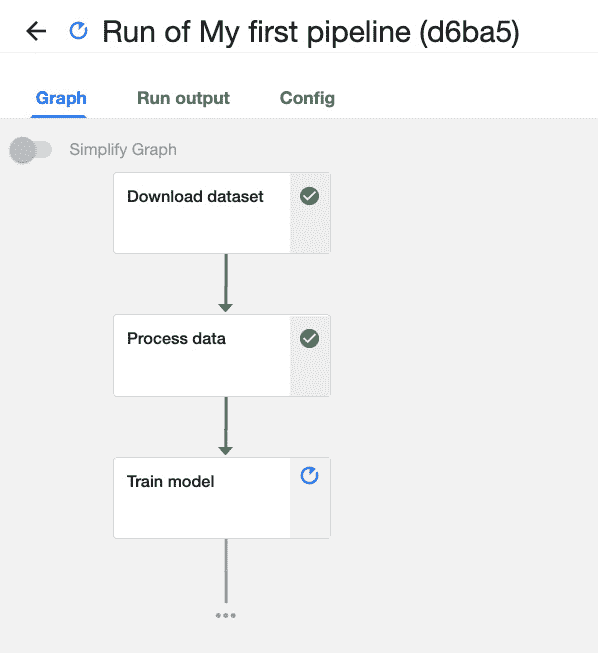 Run of My first pipeline (d6ba5)
Graph Run output Config
Simplify Graph
Download dataset
Process data
Train model